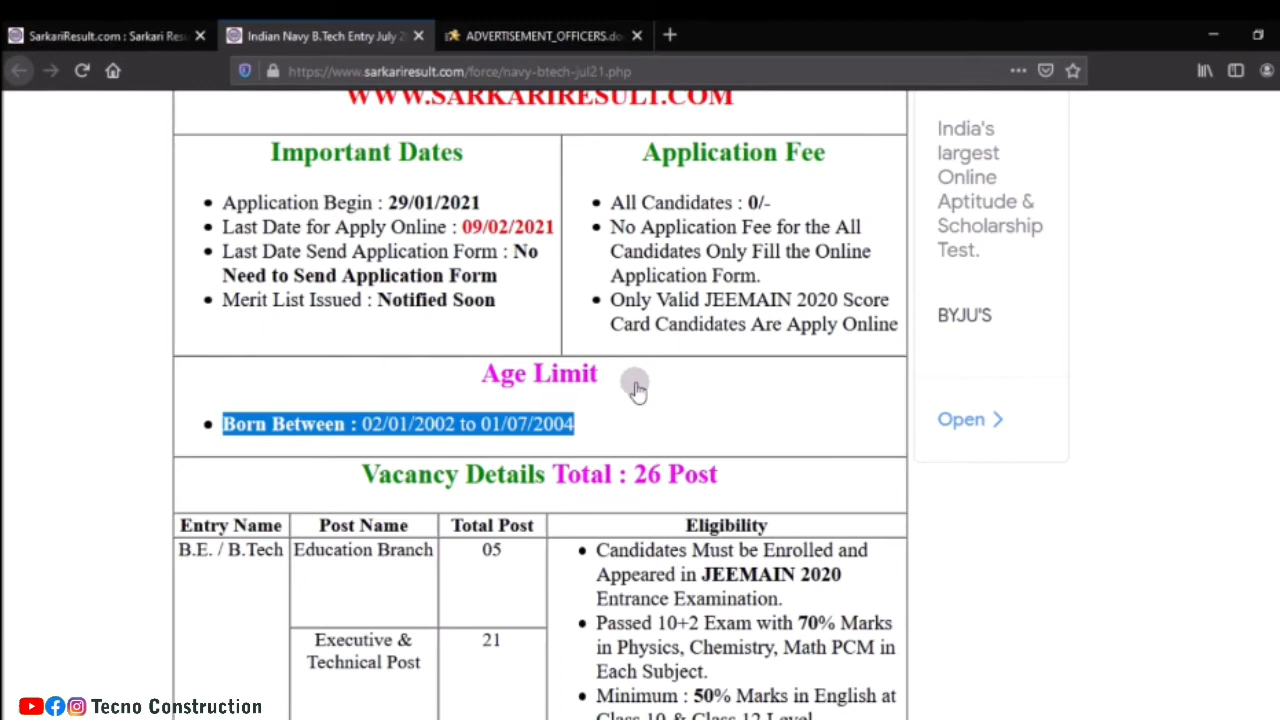 SarkariResult.com : Sarkari Res
Indian Navy B.Tech Entry July 2
ADVERTISEMENT_OFFICERS.do
https://www.sarkariresult.com/force/navy-btech-jul21.php
WWW.SARKARIRESULT.COM
Important Dates
Application Begin : 29/01/2021
Last Date for Apply Online : 09/02/2021
Last Date Send Application Form : No
Need to Send Application Form
Merit List Issued : Notified Soon
Application Fee
All Candidates : 0/-
No Application Fee for the All
Candidates Only Fill the Online
Application Form.
Only Valid JEEMAIN 2020 Score
Card Candidates Are Apply Online
India's
largest
Online
Aptitude &
Scholarship
Test.
BYJU'S
Open
Age Limit
Born Between : 02/01/2002 to 01/07/2004
Vacancy Details Total : 26 Post
Entry Name Post Name Total Post Eligibility
B.E. / B.Tech Education Branch 05
Executive &
Technical Post
21
Candidates Must be Enrolled and
Appeared in JEEMAIN 2020
Entrance Examination.
Passed 10+2 Exam with 70% Marks
in Physics, Chemistry, Math PCM in
Each Subject.
Minimum : 50% Marks in English at
Class 10 & Class 12 Level
Tecno Construction